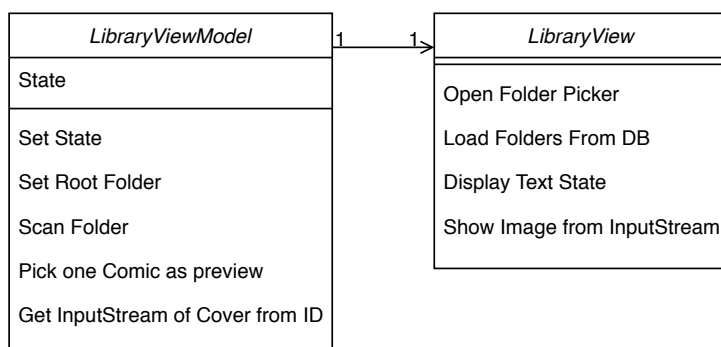 LibraryViewModel
State
Set State
Set Root Folder
Scan Folder
Pick one Comic as preview
Get InputStream of Cover from ID
1
1
LibraryView
Open Folder Picker
Load Folders From DB
Display Text State
Show Image from InputStream